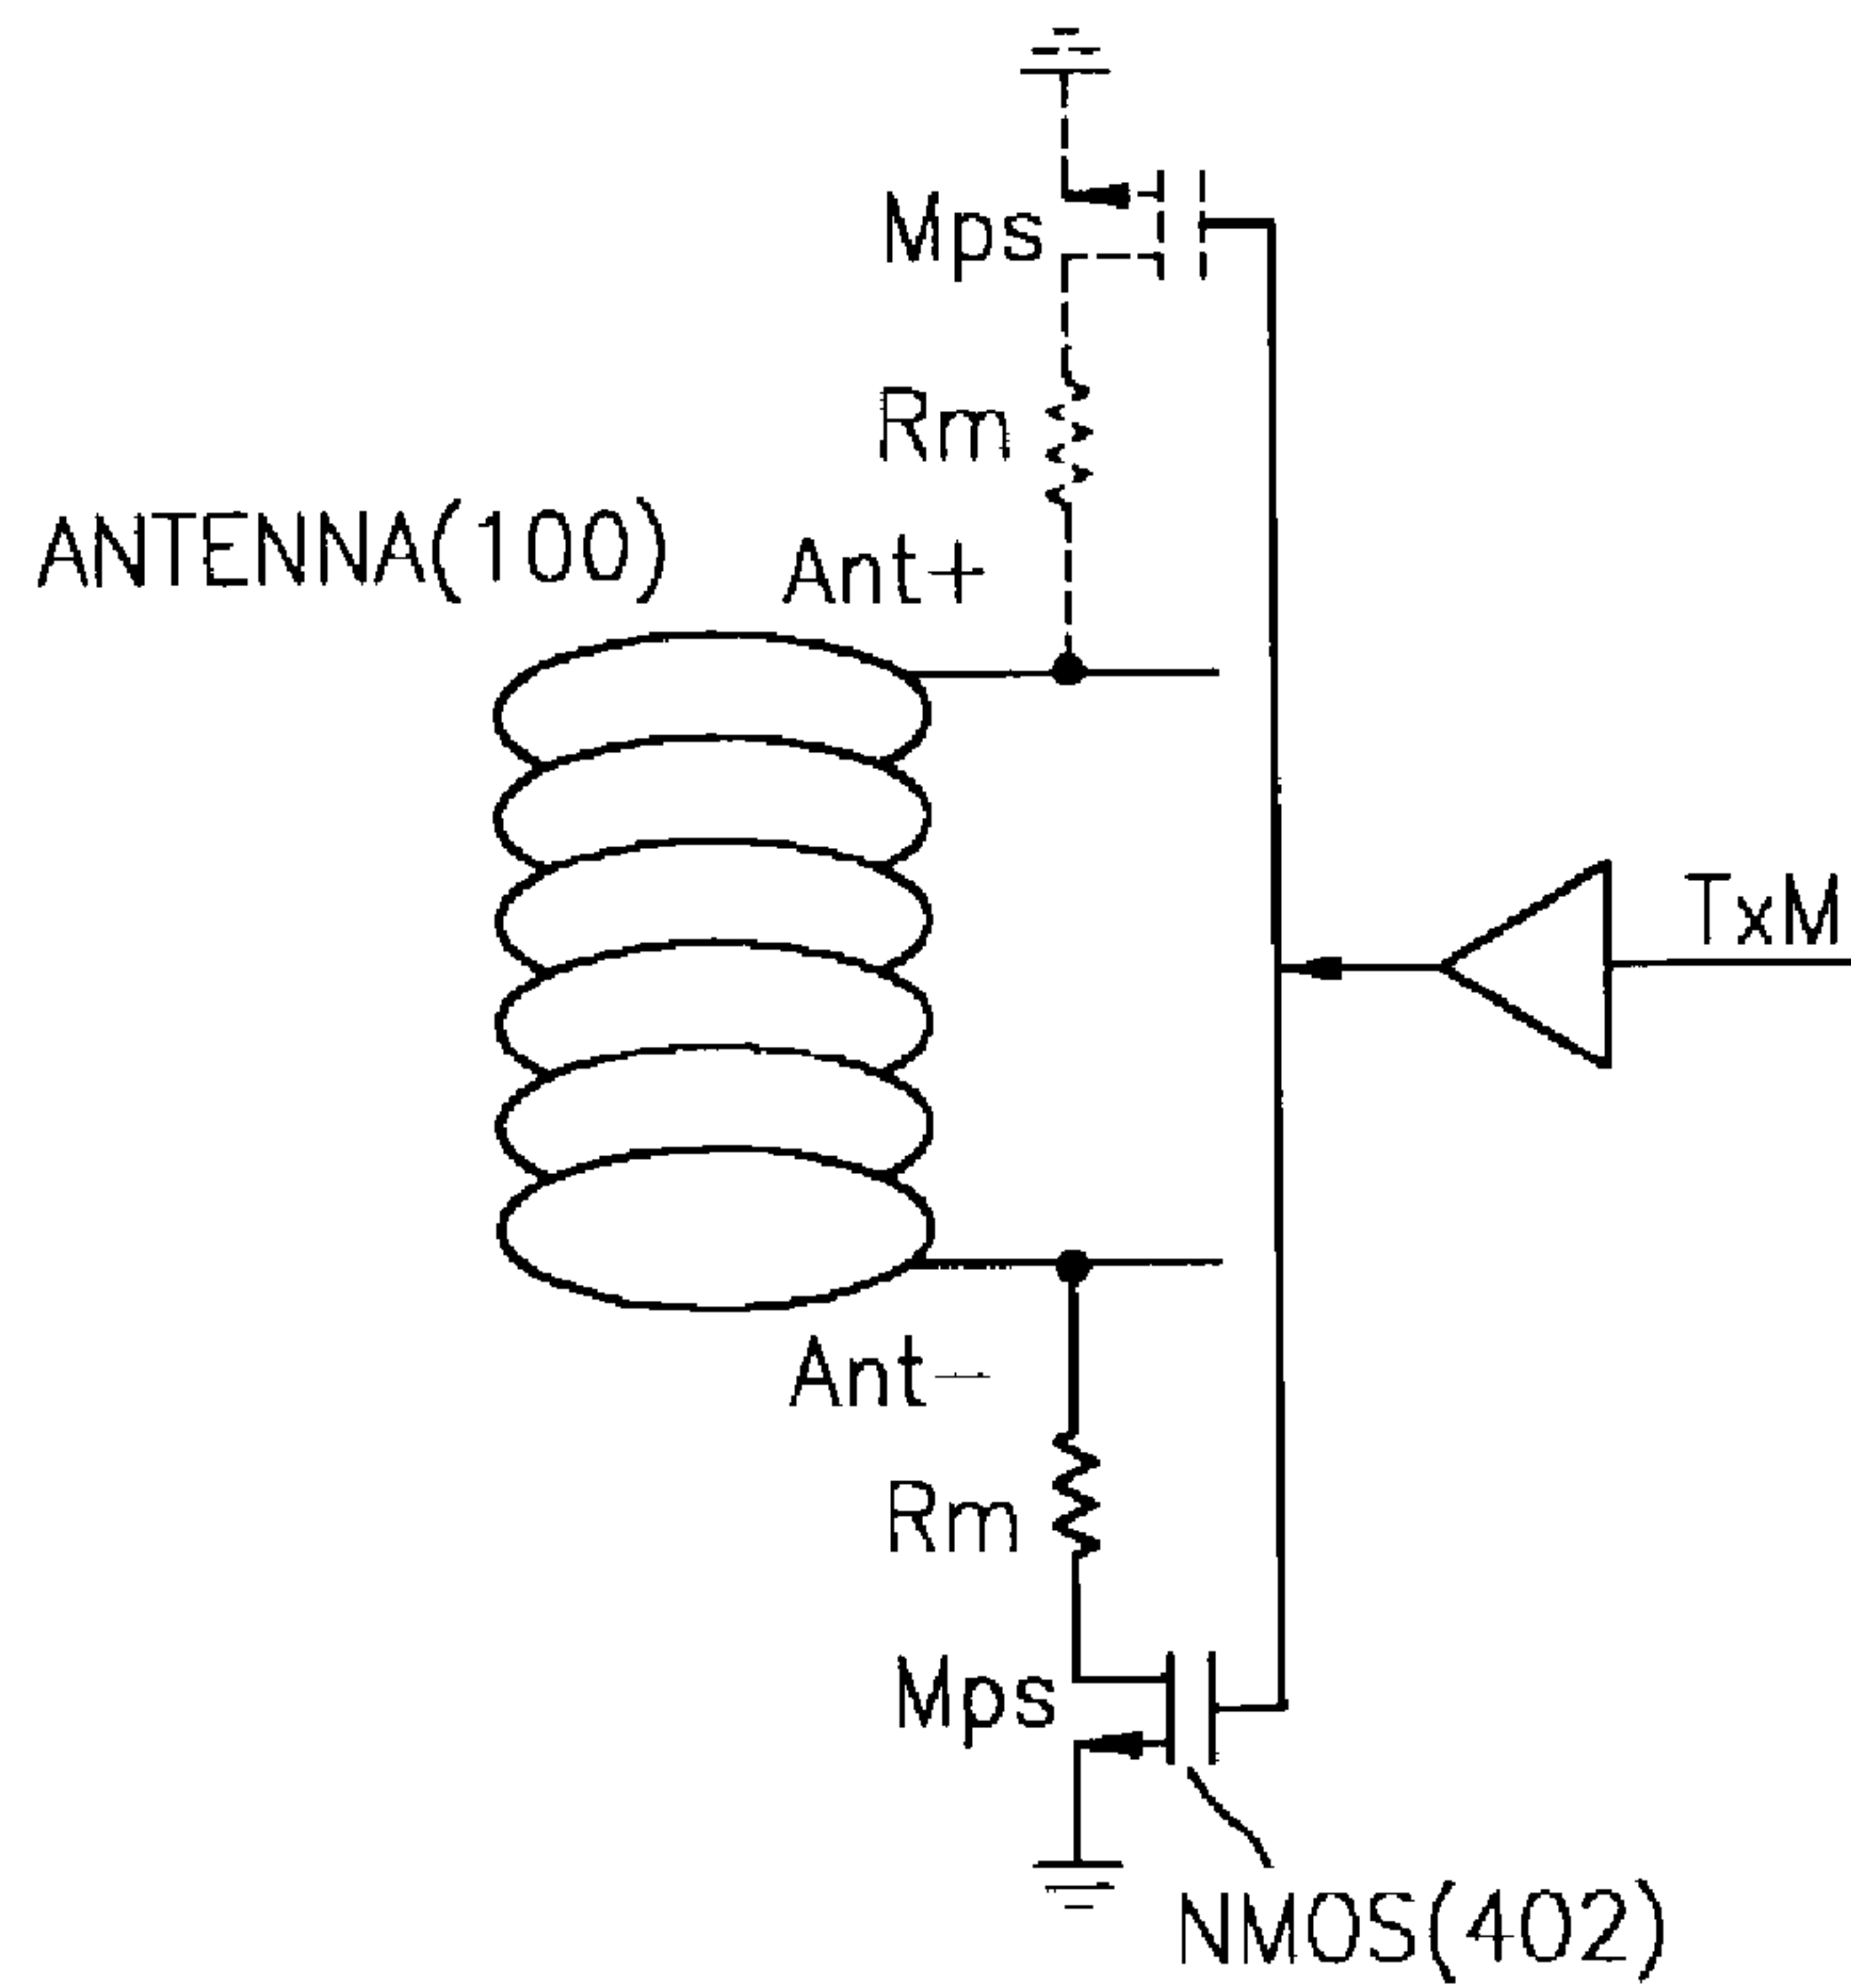 Mps
Rm
ANTENNA(100)
Ant+
TxM
Ant-
Rm
Mps
NMOS(402)